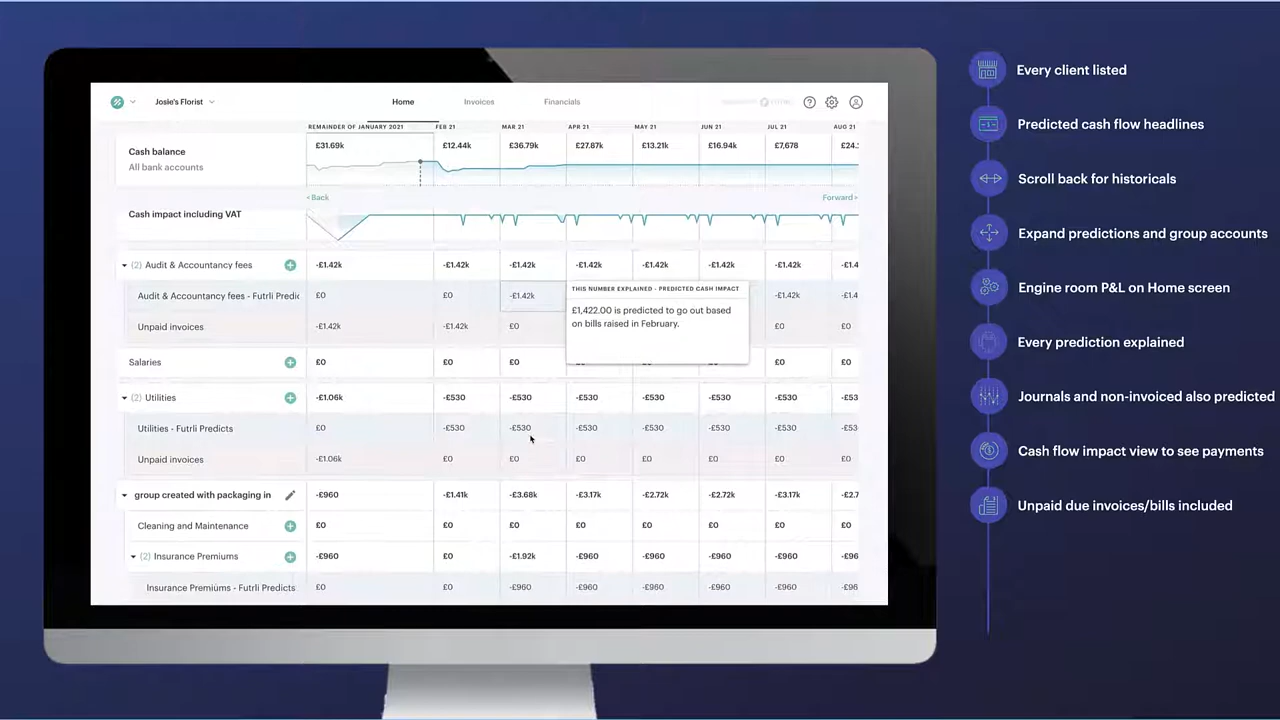 Josie's Florist
Home
Invoices
Financials
REMAINDER OF JANUARY 2021 FEB 21 MAR 21 APR 21 MAY 21 JUN 21 JUL 21 AUG 21
Cash balance £31.69k £12.44k £36.79k £27.87k £13.21k £16.94k £7,678 £24.
All bank accounts
< Back Forward >
Cash impact including VAT
(2) Audit & Accountancy fees -£1.42k -£1.42k -£1.42k -£1.42k -£1.42k -£1.42k -£1.42k -£1.4
Audit & Accountancy fees - Futrli Predic £0 £0 -£1.42k -£1.42k -£1.4
Unpaid invoices -£1.42k -£1.42k £0 £0 £0
THIS NUMBER EXPLAINED - PREDICTED CASH IMPACT
£1,422.00 is predicted to go out based
on bills raised in February.
Salaries £0 £0 £0 £0 £0
(2) Utilities -£1.06k -£530 -£530 -£530 -£530 -£530 -£530 -£53
Utilities - Futrli Predicts £0 -£530 -£530 -£530 -£530 -£530 -£530 -£53
Unpaid invoices -£1.06k £0 £0 £0 £0 £0 £0 £0
group created with packaging in -£960 -£1.41k -£3.68k -£3.17k -£2.72k -£2.72k -£3.17k -£2.7
Cleaning and Maintenance £0 £0 £0 £0 £0 £0 £0 £0
(2) Insurance Premiums -£960 £0 -£1.92k -£960 -£960 -£960 -£960 -£96
Insurance Premiums - Futrli Predicts £0 £0 -£960 -£960 -£960 -£960 -£960 -£96
Every client listed
Predicted cash flow headlines
Scroll back for historicals
Expand predictions and group accounts
Engine room P&L on Home screen
Every prediction explained
Journals and non-invoiced also predicted
Cash flow impact view to see payments
Unpaid due invoices/bills included